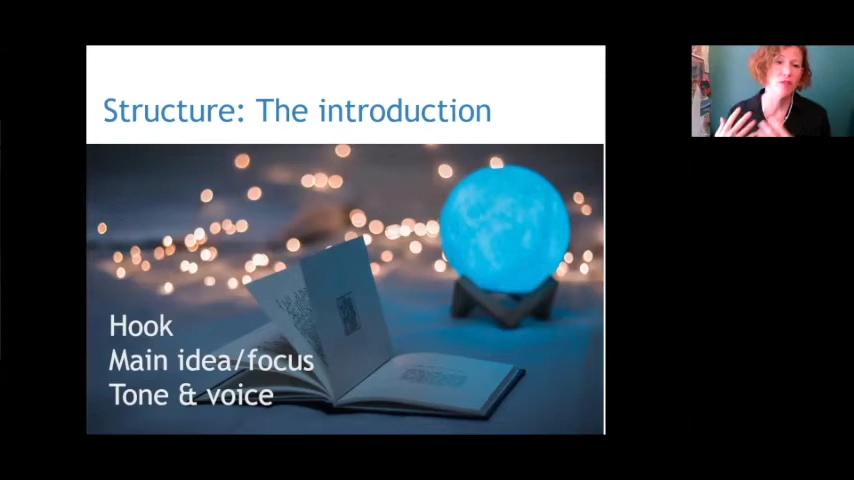 Structure: The introduction
Hook
Main idea/focus
Tone & voice